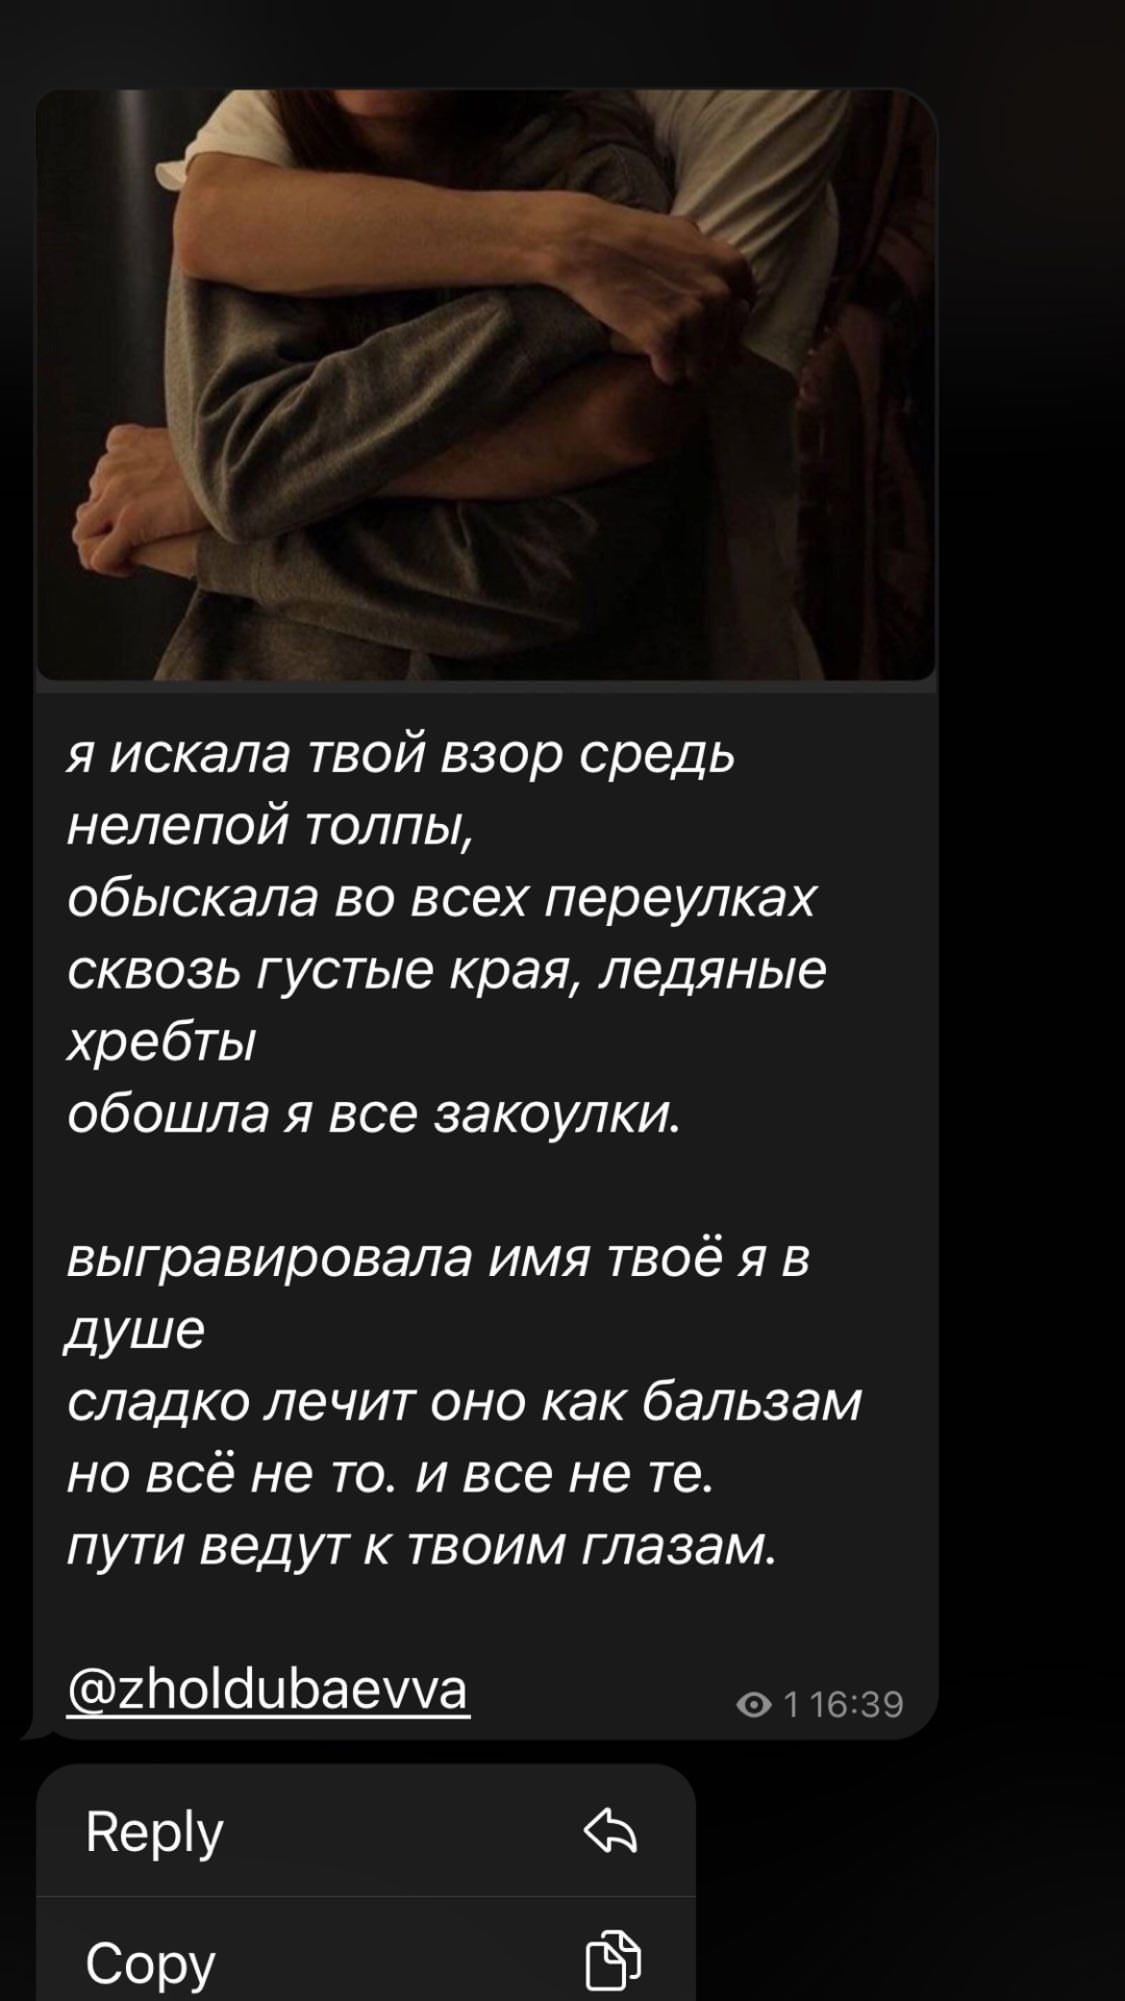 я искала твой взор средь
нелепой толпы,
обыскала во всех переулках
сквозь густые края, ледяные
хребты
обошла я все закоулки.
выгравировала имя твоё я в
душе
сладко лечит оно как бальзам
но всё не то. и все не те.
пути ведут к твоим глазам.
@zholdubaevva
1 16:39
Reply
Copy